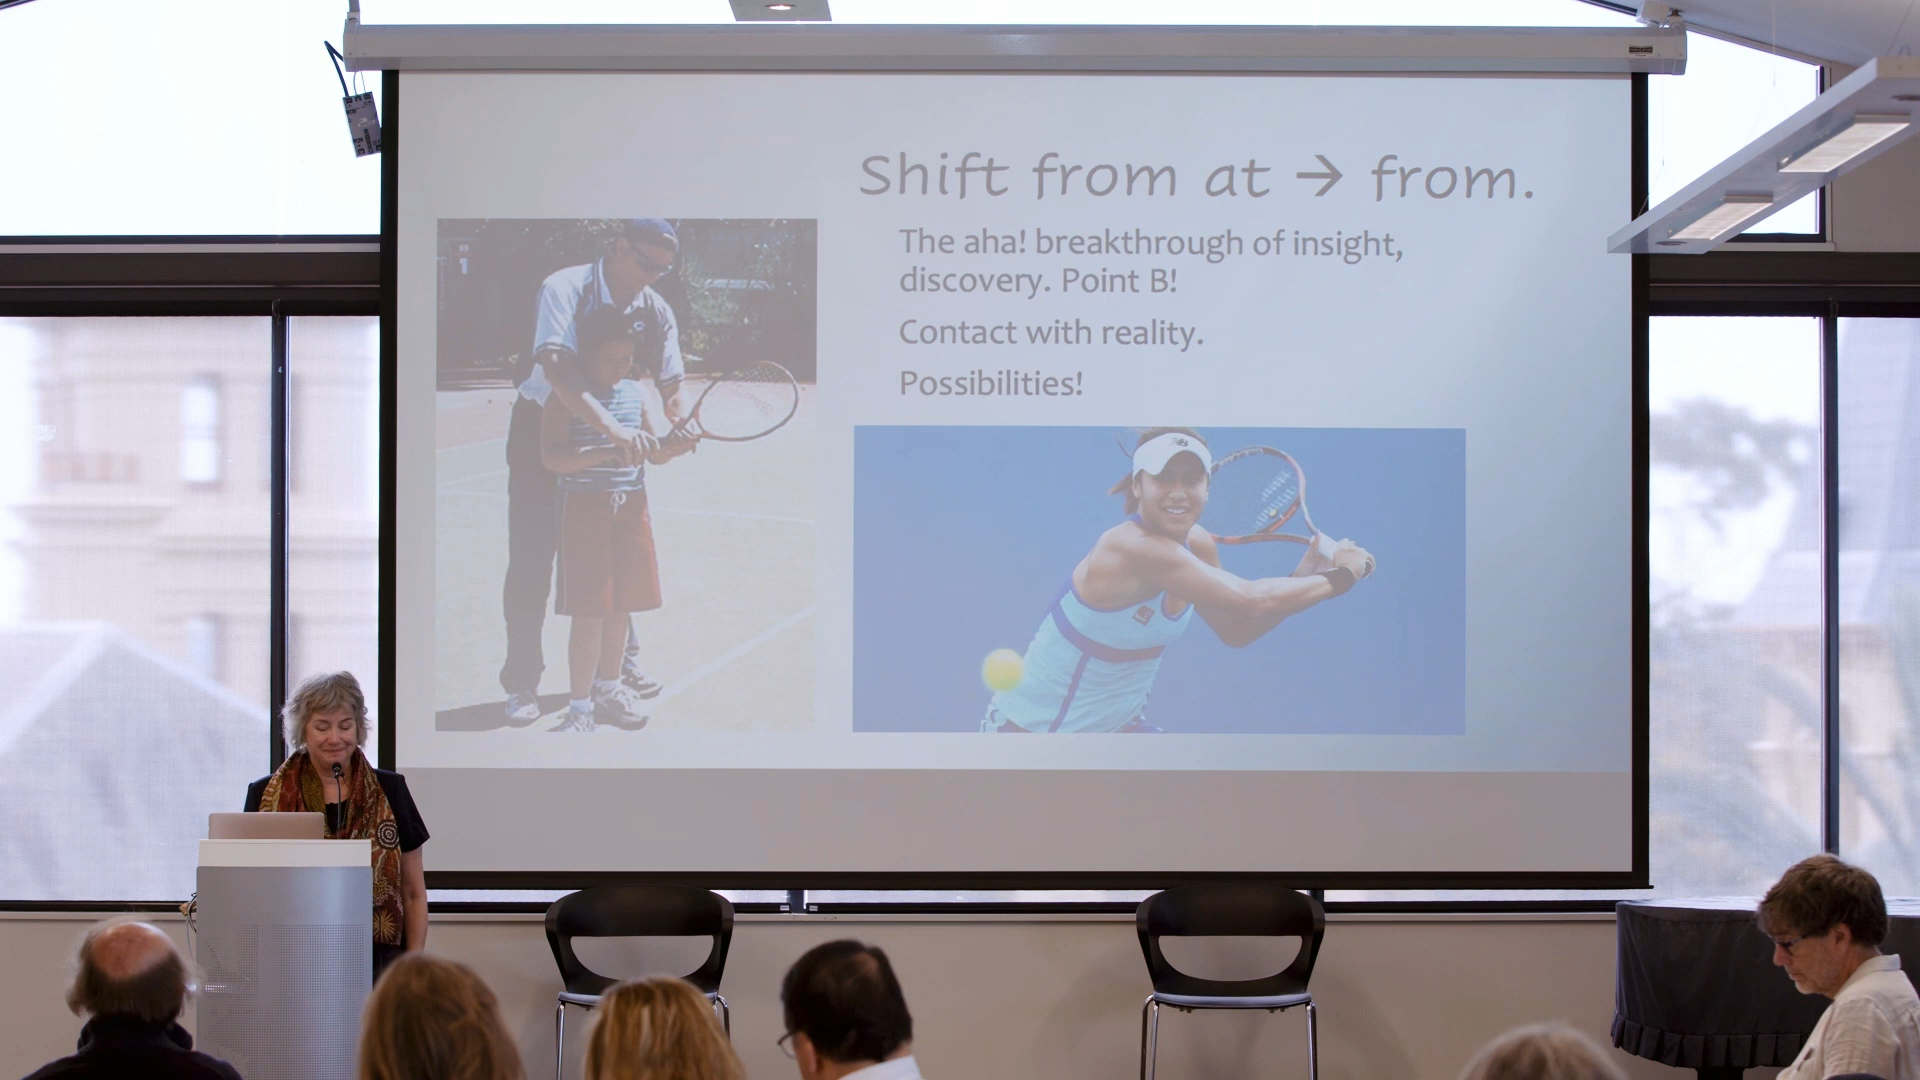 Shift from at → from.
The aha! breakthrough of insight,
discovery. Point B!
Contact with reality.
Possibilities!